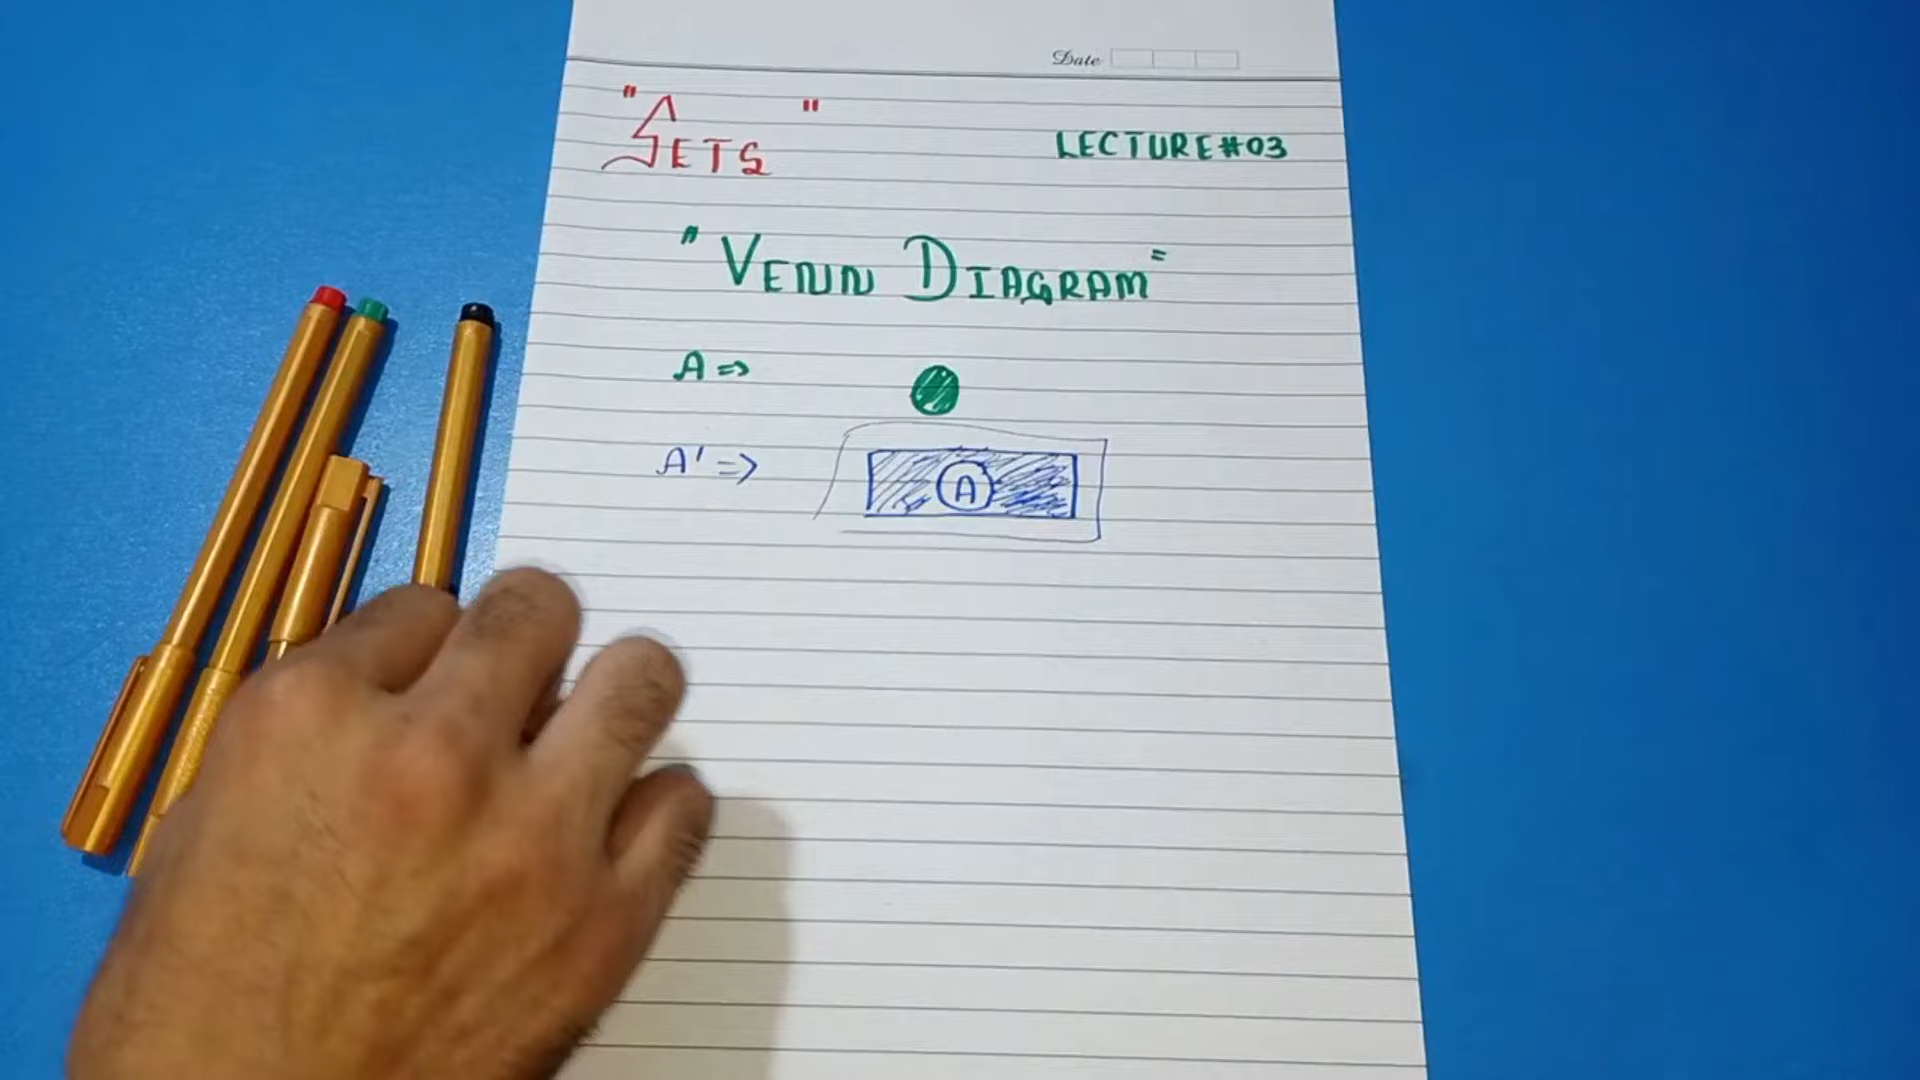 Date
"SETS"
LECTURE#03
"VENN DIAGRAM"
A =>
A' =>
A